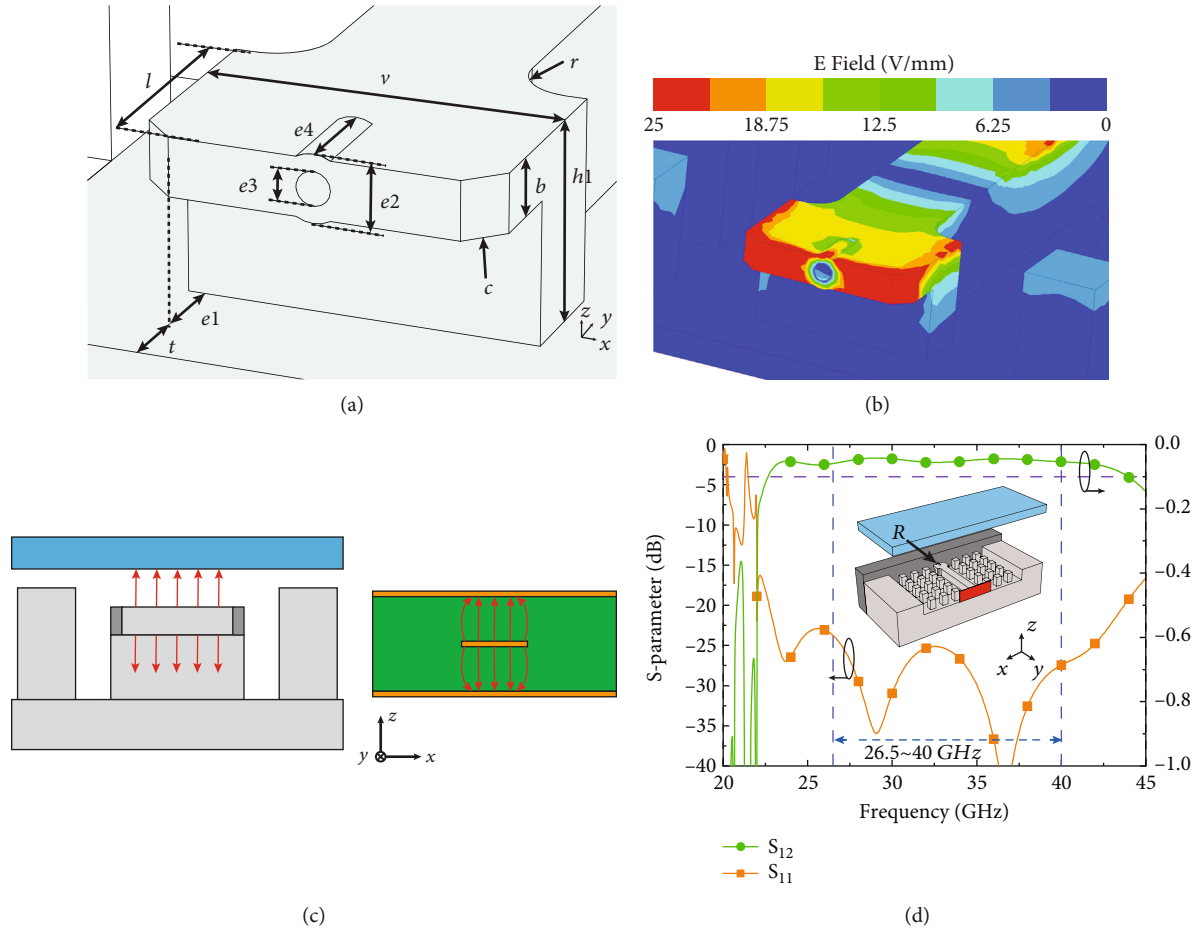 l
v
r
e4
e3
e2
b
h1
c
e1
t
z
y
x
(a)
E Field (V/mm)
25 18.75 12.5 6.25 0
(b)
z
y x
(c)
S-parameter (dB)
0
−5
−10
−15
−20
−25
−30
−35
−40
0.0
−0.2
−0.4
−0.6
−0.8
−1.0
R
z
x y
26.5~40 GHz
20 25 30 35 40 45
Frequency (GHz)
S₁₂
S₁₁
(d)